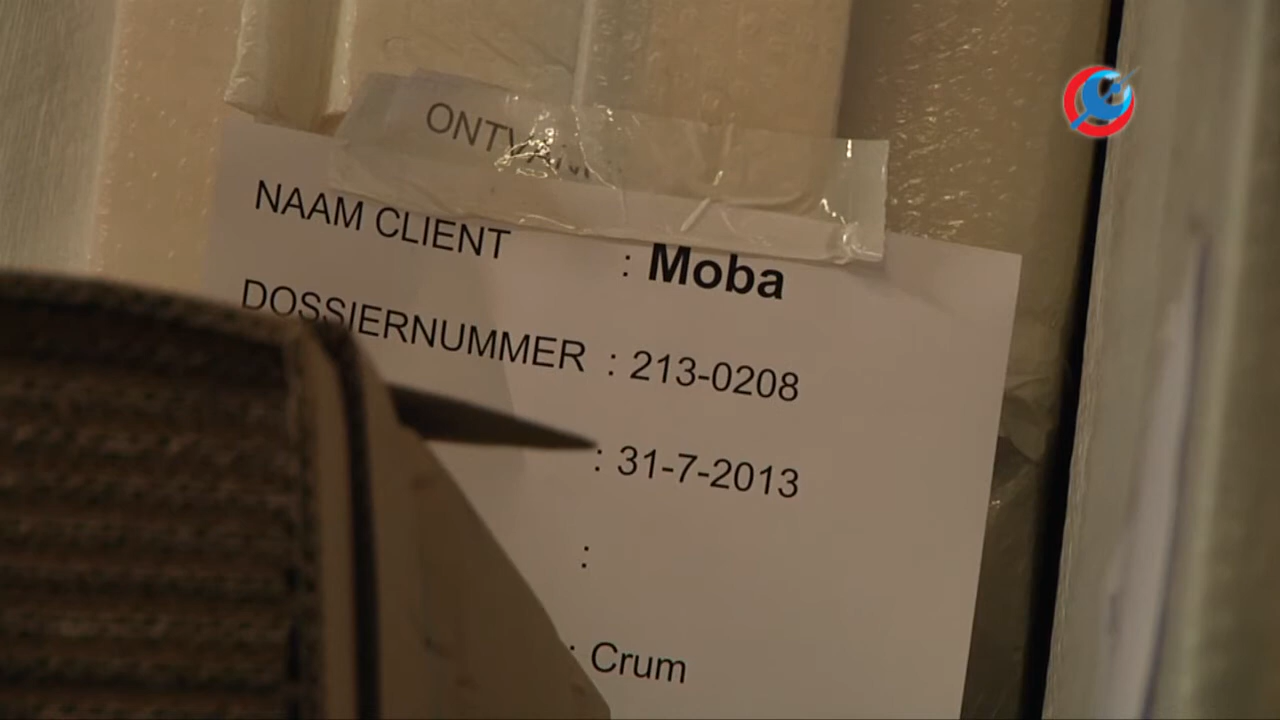 NAAM CLIENT : Moba
DOSSIERNUMMER : 213-0208
: 31-7-2013
:
: Crum